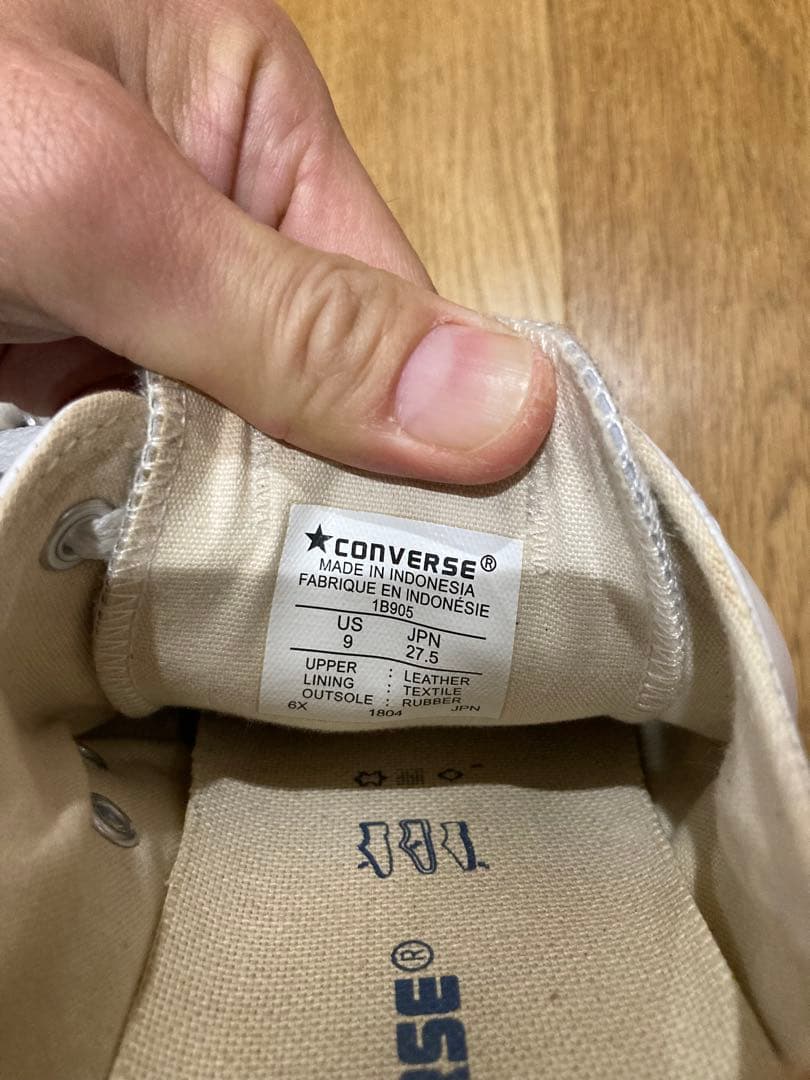 ★CONVERSE®
MADE IN INDONESIA
FABRIQUE EN INDONÉSIE
1B905
US JPN
9 27.5
UPPER : LEATHER
LINING : TEXTILE
OUTSOLE : RUBBER
6X 1804 JPN
RSE®